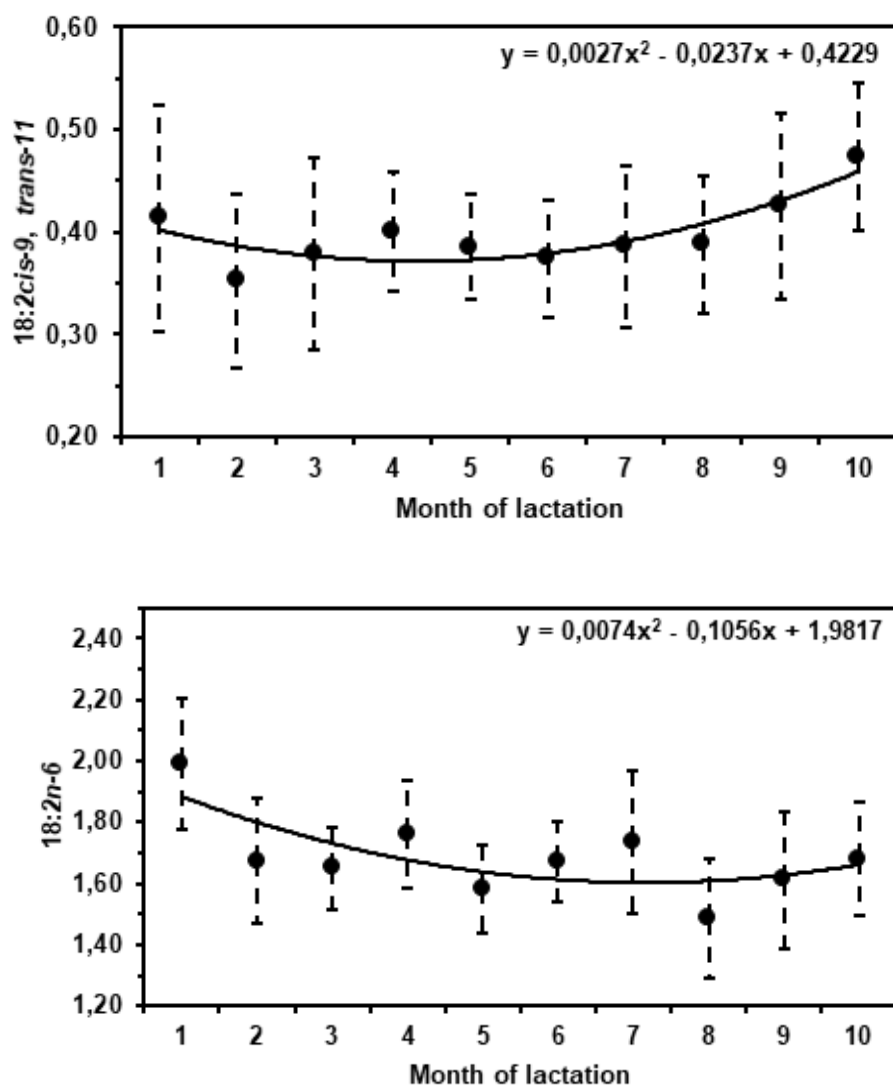 0,60
y = 0,0027x² - 0,0237x + 0,4229
0,50
0,40
0,30
0,20
18:2cis-9, trans-11
1 2 3 4 5 6 7 8 9 10
Month of lactation
2,40
y = 0,0074x² - 0,1056x + 1,9817
2,20
2,00
1,80
1,60
1,40
1,20
18:2n-6
1 2 3 4 5 6 7 8 9 10
Month of lactation